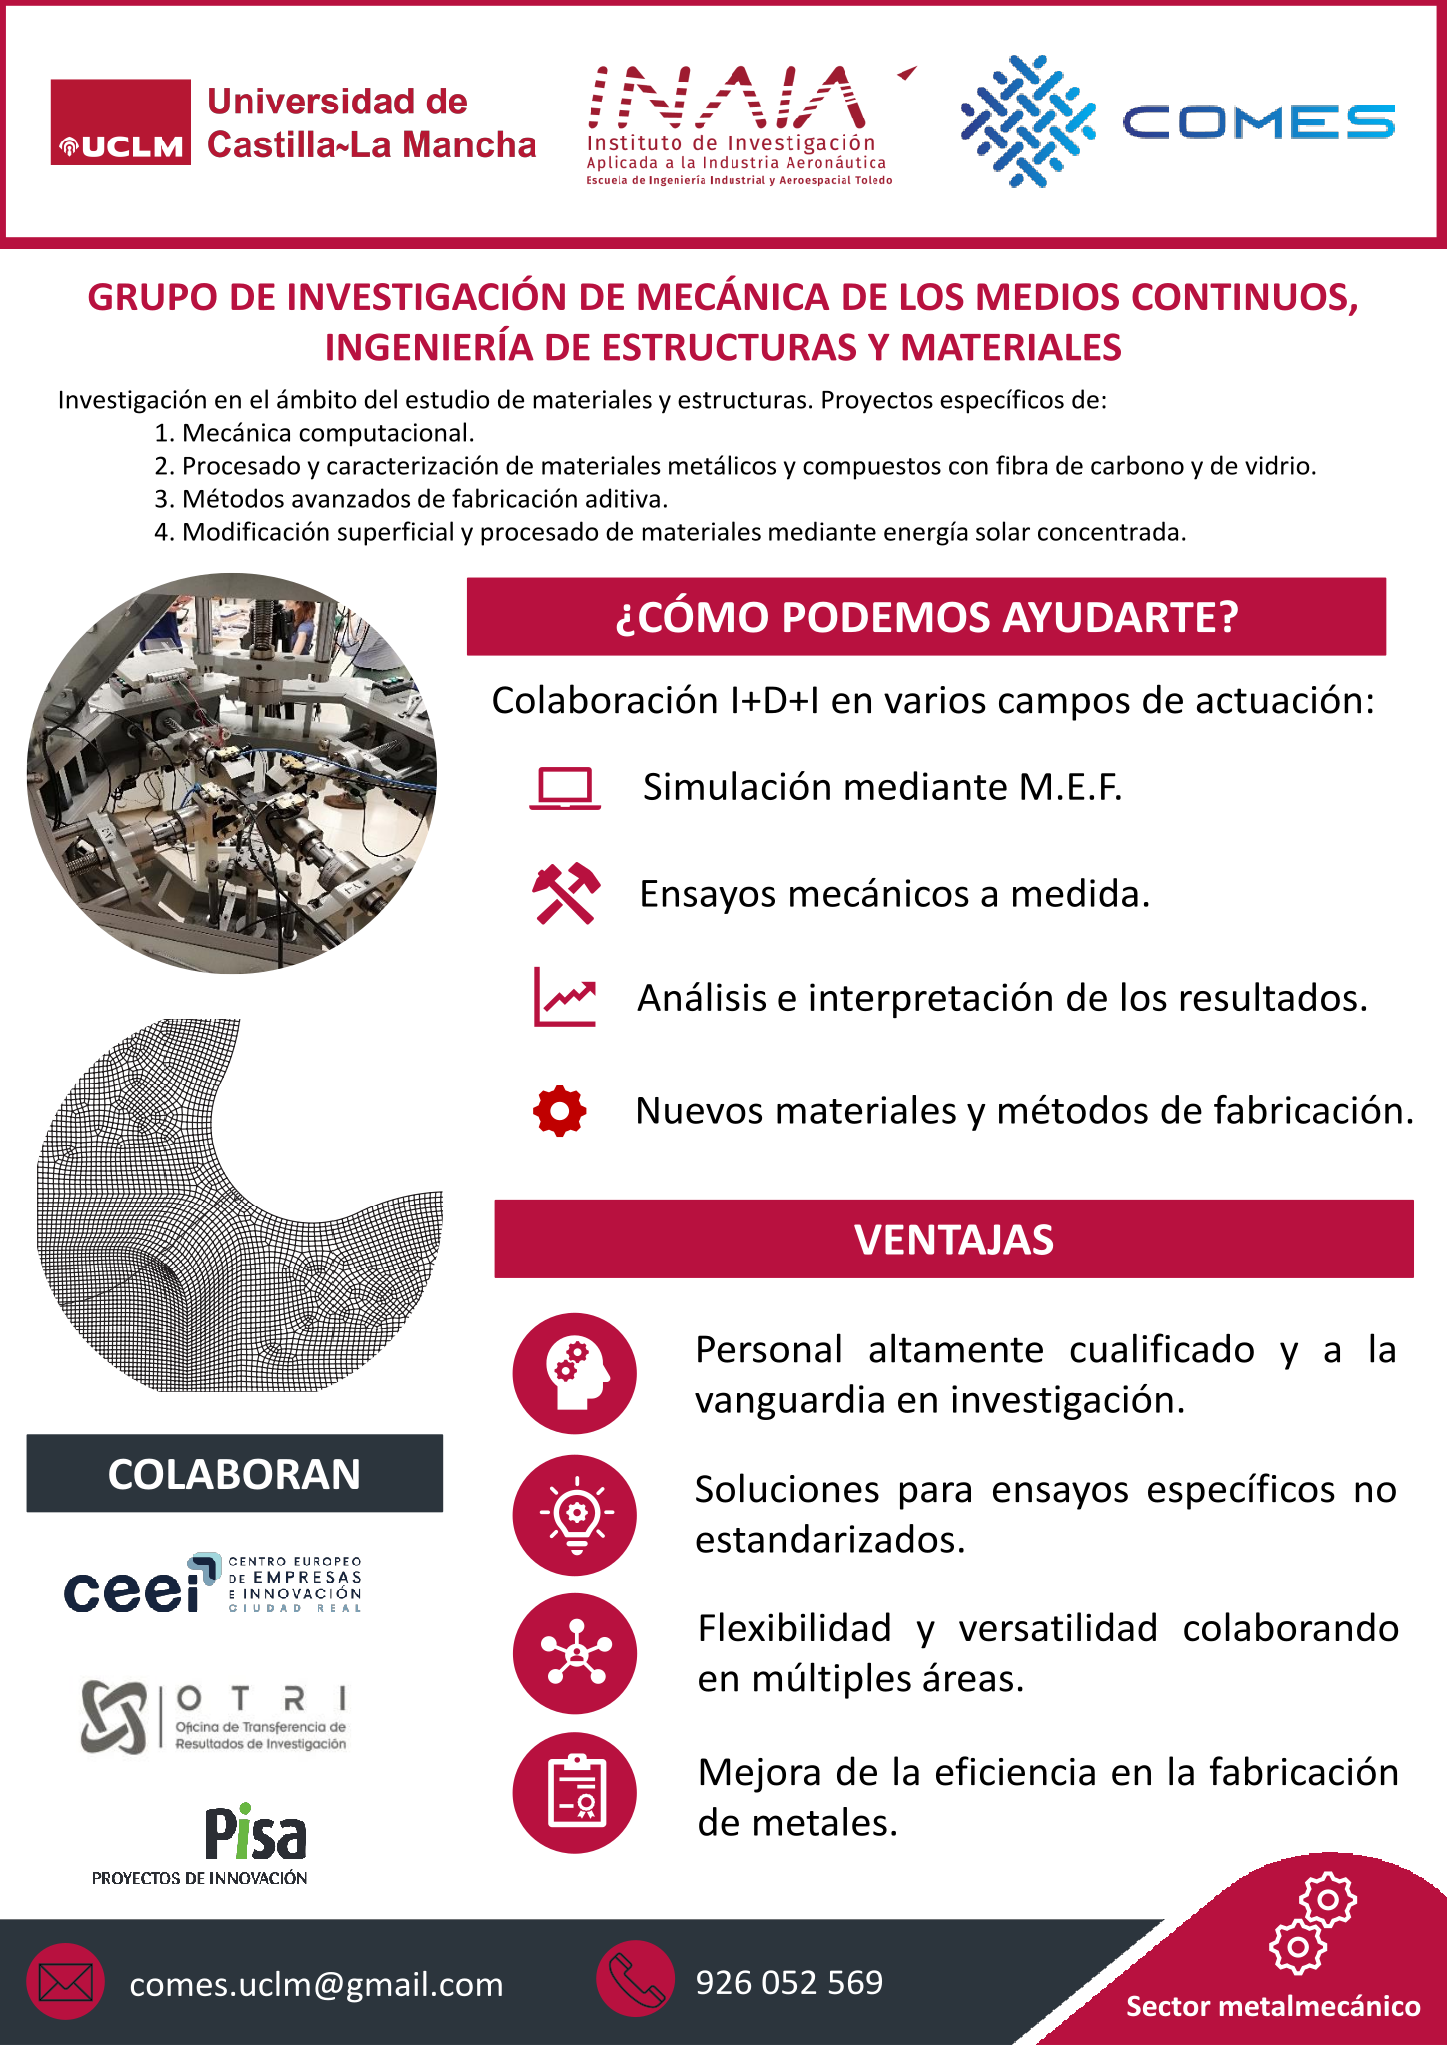 UCLM
Universidad de
Castilla~La Mancha
INAIA
Instituto de Investigación
Aplicada a la Industria Aeronáutica
Escuela de Ingeniería Industrial y Aeroespacial Toledo
COMES
GRUPO DE INVESTIGACIÓN DE MECÁNICA DE LOS MEDIOS CONTINUOS,
INGENIERÍA DE ESTRUCTURAS Y MATERIALES
Investigación en el ámbito del estudio de materiales y estructuras. Proyectos específicos de:
1. Mecánica computacional.
2. Procesado y caracterización de materiales metálicos y compuestos con fibra de carbono y de vidrio.
3. Métodos avanzados de fabricación aditiva.
4. Modificación superficial y procesado de materiales mediante energía solar concentrada.
¿CÓMO PODEMOS AYUDARTE?
Colaboración I+D+I en varios campos de actuación:
Simulación mediante M.E.F.
Ensayos mecánicos a medida.
Análisis e interpretación de los resultados.
Nuevos materiales y métodos de fabricación.
VENTAJAS
Personal altamente cualificado y a la
vanguardia en investigación.
Soluciones para ensayos específicos no
estandarizados.
Flexibilidad y versatilidad colaborando
en múltiples áreas.
Mejora de la eficiencia en la fabricación
de metales.
COLABORAN
ceei
CENTRO EUROPEO
DE EMPRESAS
E INNOVACIÓN
CIUDAD REAL
OTRI
Oficina de Transferencia de
Resultados de Investigación
Pisa
PROYECTOS DE INNOVACIÓN
comes.uclm@gmail.com
926 052 569
Sector metalmecánico